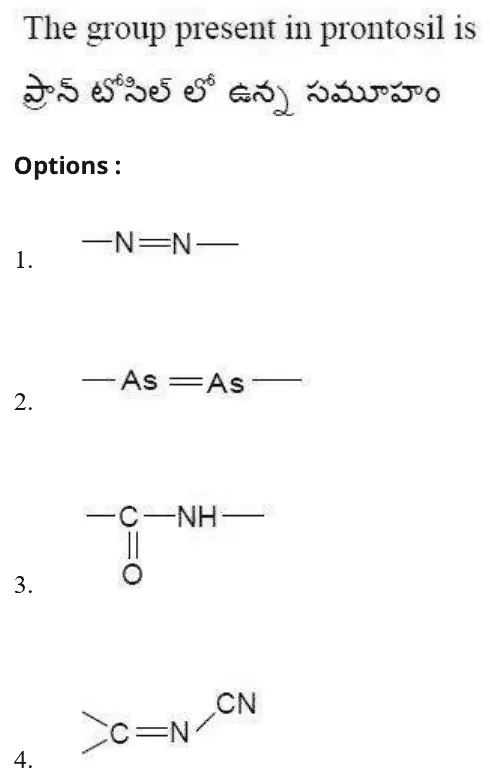 The group present in prontosil is
ప్రాన్ టోసిల్ లో ఉన్న సమూహం
Options :
1. —N=N—
2. —As=As—
3. —C—NH—
||
O
CN
4. C=N